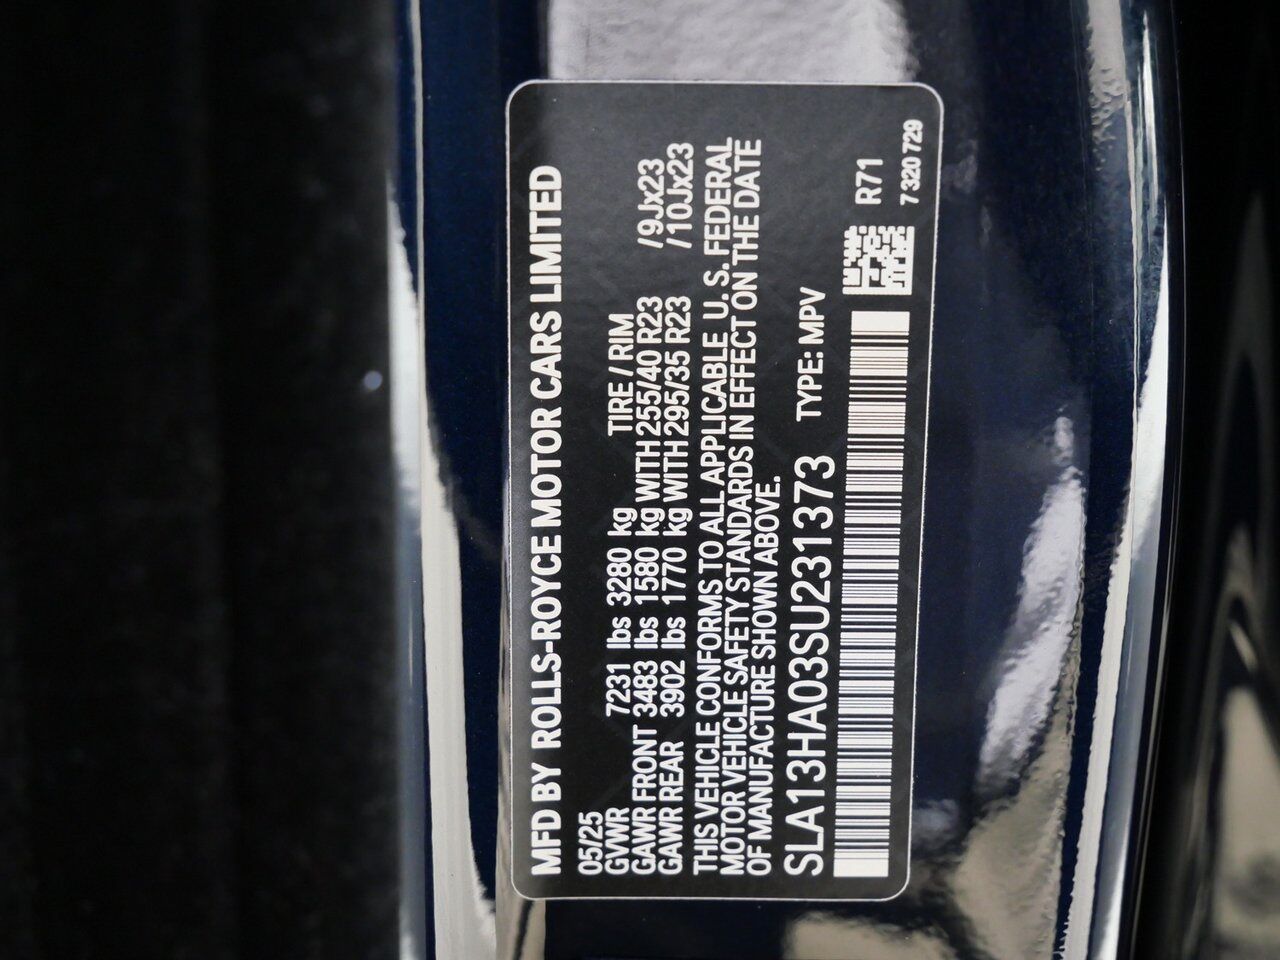 MFD BY ROLLS-ROYCE MOTOR CARS LIMITED
05/25
GVWR 7231 lbs 3280 kg TIRE / RIM
GAWR FRONT 3483 lbs 1580 kg WITH 255/40 R23 /9Jx23
GAWR REAR 3902 lbs 1770 kg WITH 295/35 R23 /10Jx23
THIS VEHICLE CONFORMS TO ALL APPLICABLE U. S. FEDERAL
MOTOR VEHICLE SAFETY STANDARDS IN EFFECT ON THE DATE
OF MANUFACTURE SHOWN ABOVE.
SLA13HA03SU231373 TYPE: MPV
R71
7 320 729